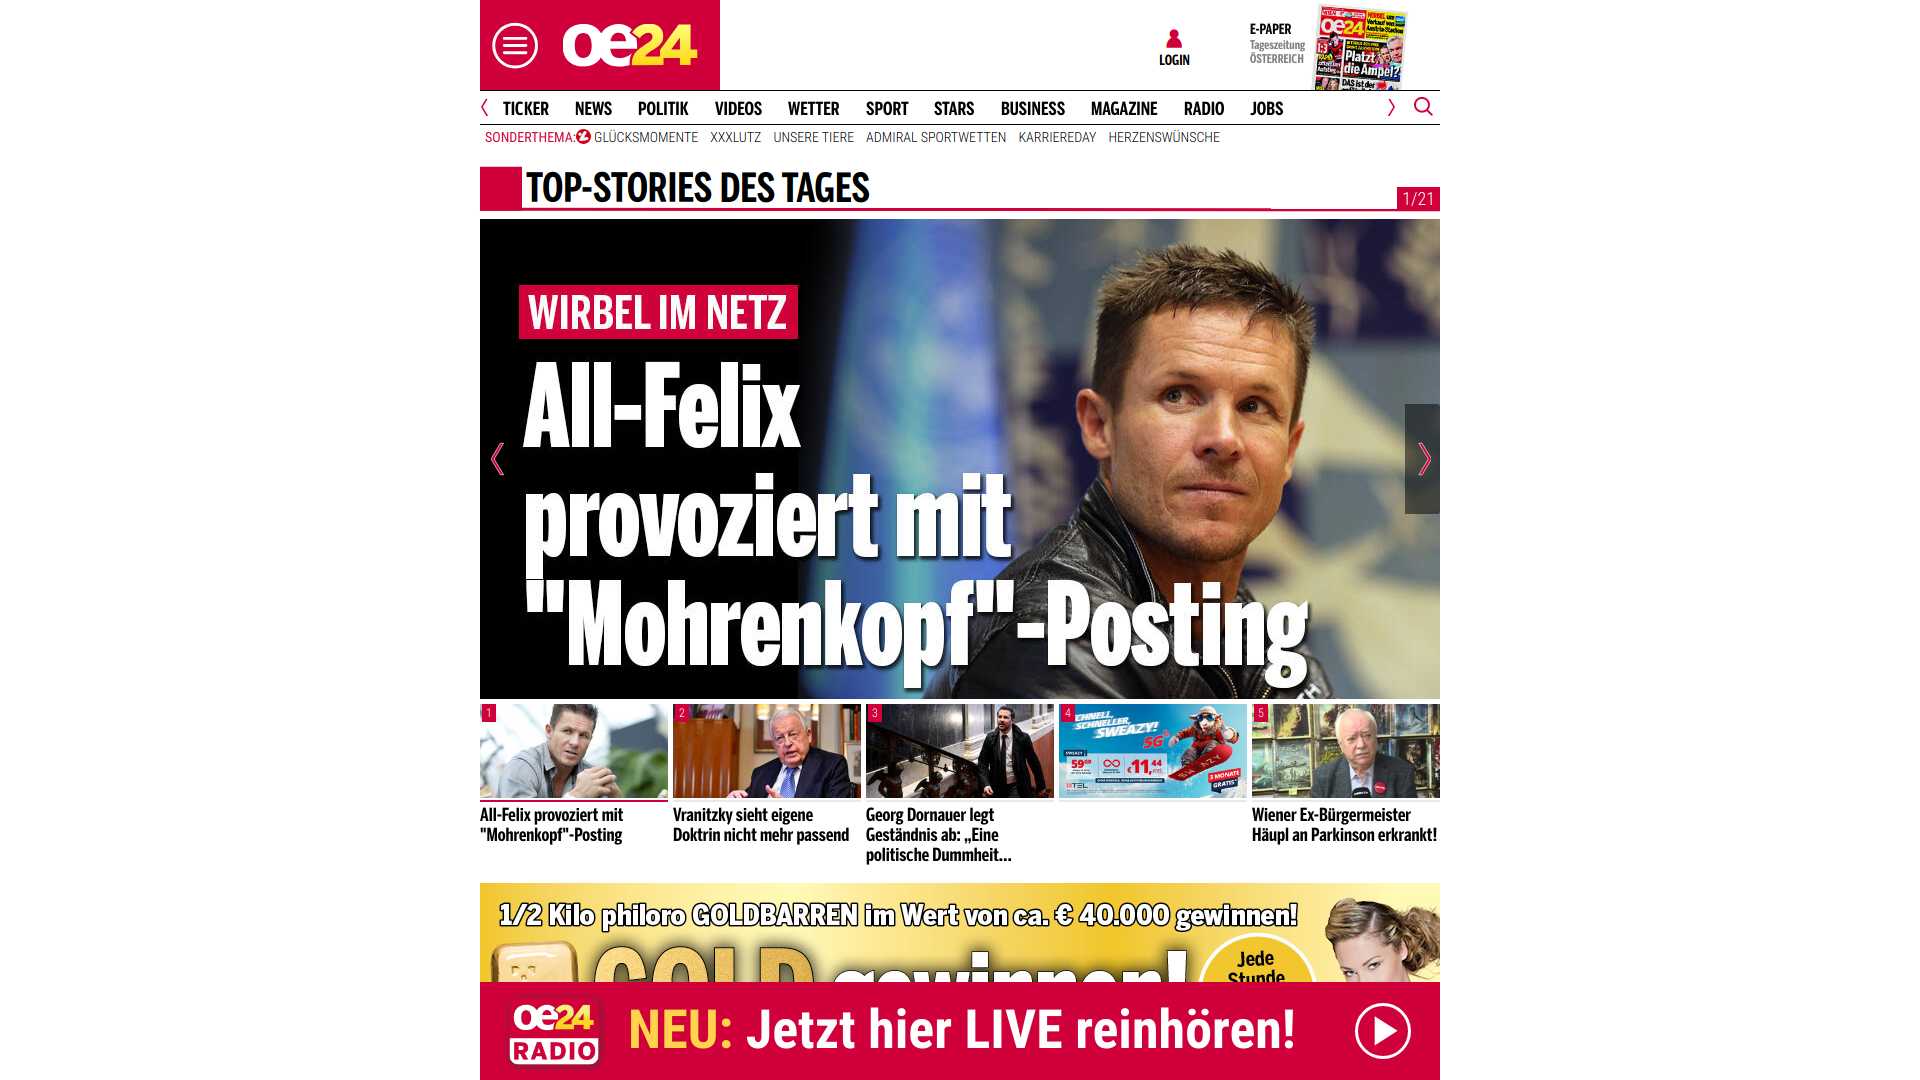 oe24
LOGIN
E-PAPER
Tageszeitung
ÖSTERREICH
oe24
Platzt
die Ampel?
TICKER NEWS POLITIK VIDEOS WETTER SPORT STARS BUSINESS MAGAZINE RADIO JOBS
SONDERTHEMA: GLÜCKSMOMENTE XXXLUTZ UNSERE TIERE ADMIRAL SPORTWETTEN KARRIEREDAY HERZENSWÜNSCHE
TOP-STORIES DES TAGES
1/21
WIRBEL IM NETZ
All-Felix
provoziert mit
"Mohrenkopf"-Posting
1
2
3
4
5
SCHNELL,
SCHNELLER,
SWEAZY!
5G
€11,44
3 MONATE
GRATIS*
All-Felix provoziert mit
"Mohrenkopf"-Posting
Vranitzky sieht eigene
Doktrin nicht mehr passend
Georg Dornauer legt
Geständnis ab: „Eine
politische Dummheit...
Wiener Ex-Bürgermeister
Häupl an Parkinson erkrankt!
1/2 Kilo philoro GOLDBARREN im Wert von ca. € 40.000 gewinnen!
GOLD gewinnen!
Jede
Stunde
oe24
RADIO
NEU: Jetzt hier LIVE reinhören!